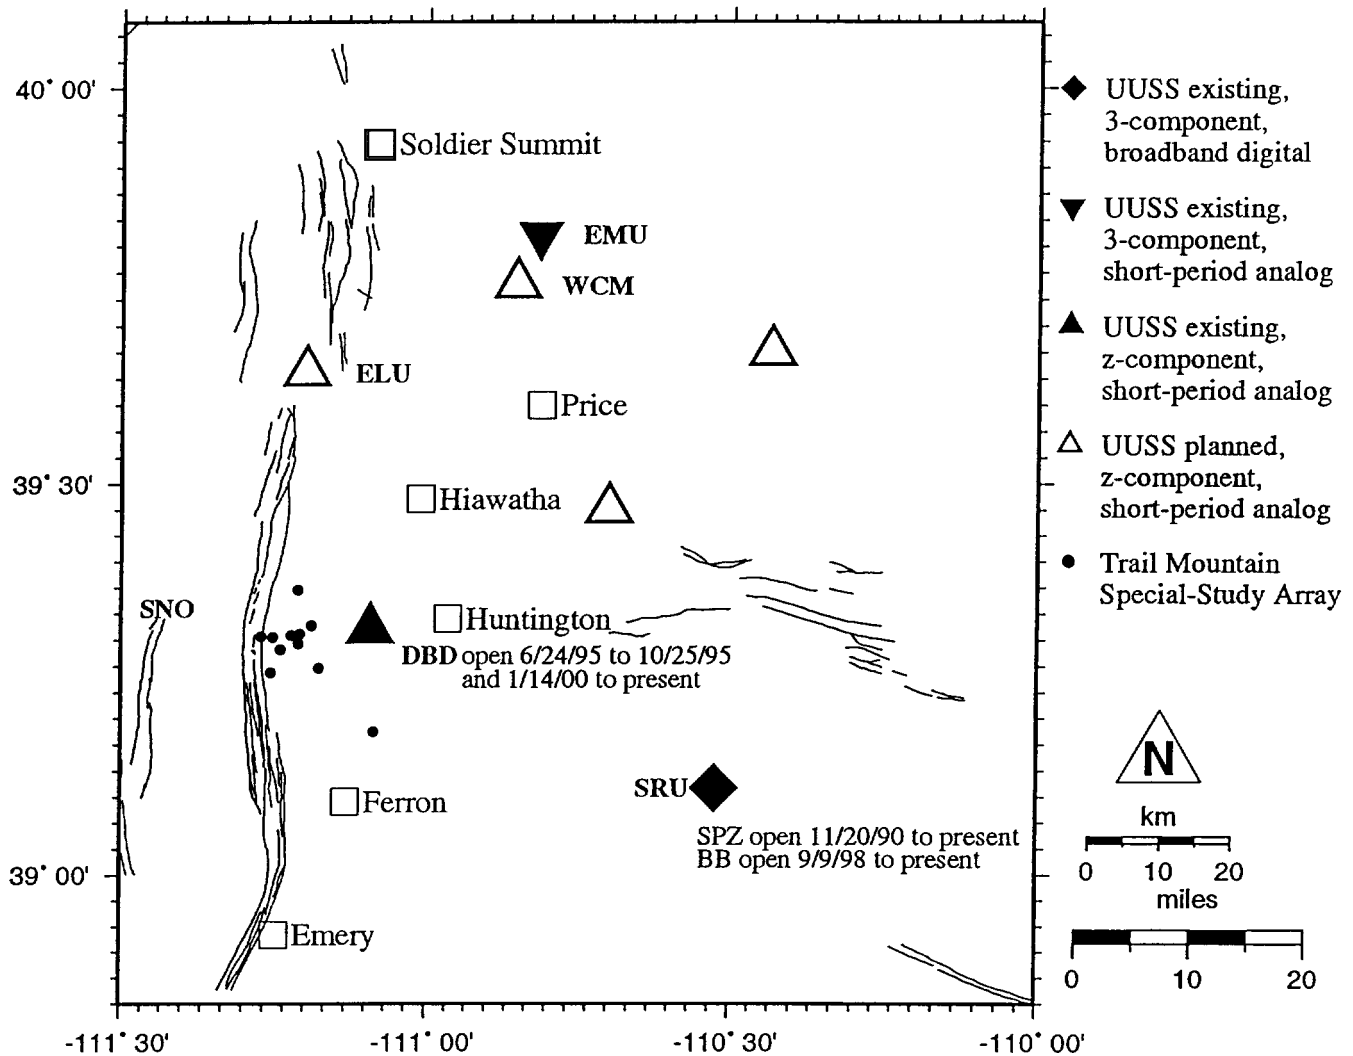 40° 00'
Soldier Summit
EMU
WCM
ELU
Price
39° 30'
Hiawatha
SNO
Huntington
DBD open 6/24/95 to 10/25/95
and 1/14/00 to present
SRU
Ferron
SPZ open 11/20/90 to present
BB open 9/9/98 to present
39° 00'
Emery
-111° 30'
-111° 00'
-110° 30'
-110° 00'
UUSS existing,
3-component,
broadband digital
UUSS existing,
3-component,
short-period analog
UUSS existing,
z-component,
short-period analog
UUSS planned,
z-component,
short-period analog
Trail Mountain
Special-Study Array
N
km
0 10 20
miles
0 10 20